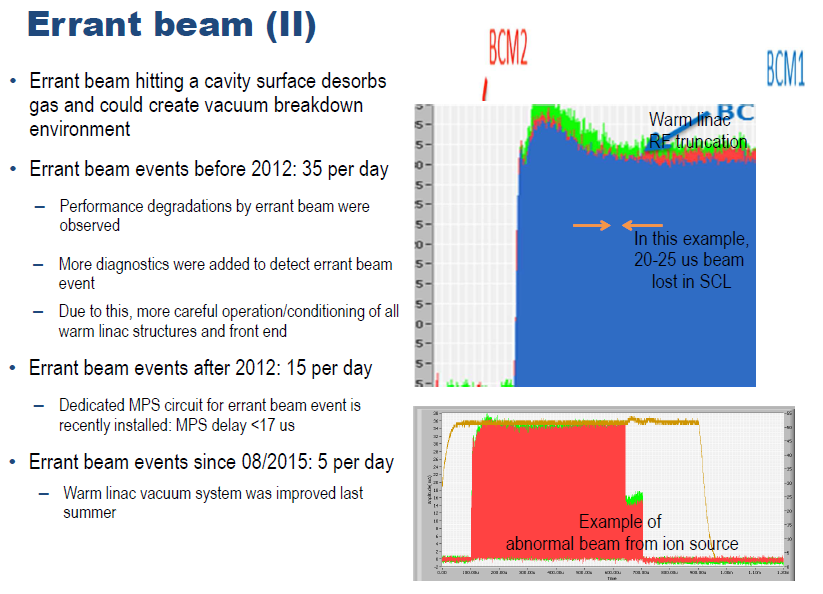 Errant beam (II)
• Errant beam hitting a cavity surface desorbs
gas and could create vacuum breakdown
environment
• Errant beam events before 2012: 35 per day
– Performance degradations by errant beam were
observed
– More diagnostics were added to detect errant beam
event
– Due to this, more careful operation/conditioning of all
warm linac structures and front end
• Errant beam events after 2012: 15 per day
– Dedicated MPS circuit for errant beam event is
recently installed: MPS delay <17 us
• Errant beam events since 08/2015: 5 per day
– Warm linac vacuum system was improved last
summer
BCM2
BCM1
BC
Warm linac
RF truncation
In this example,
20-25 us beam
lost in SCL
Example of
abnormal beam from ion source